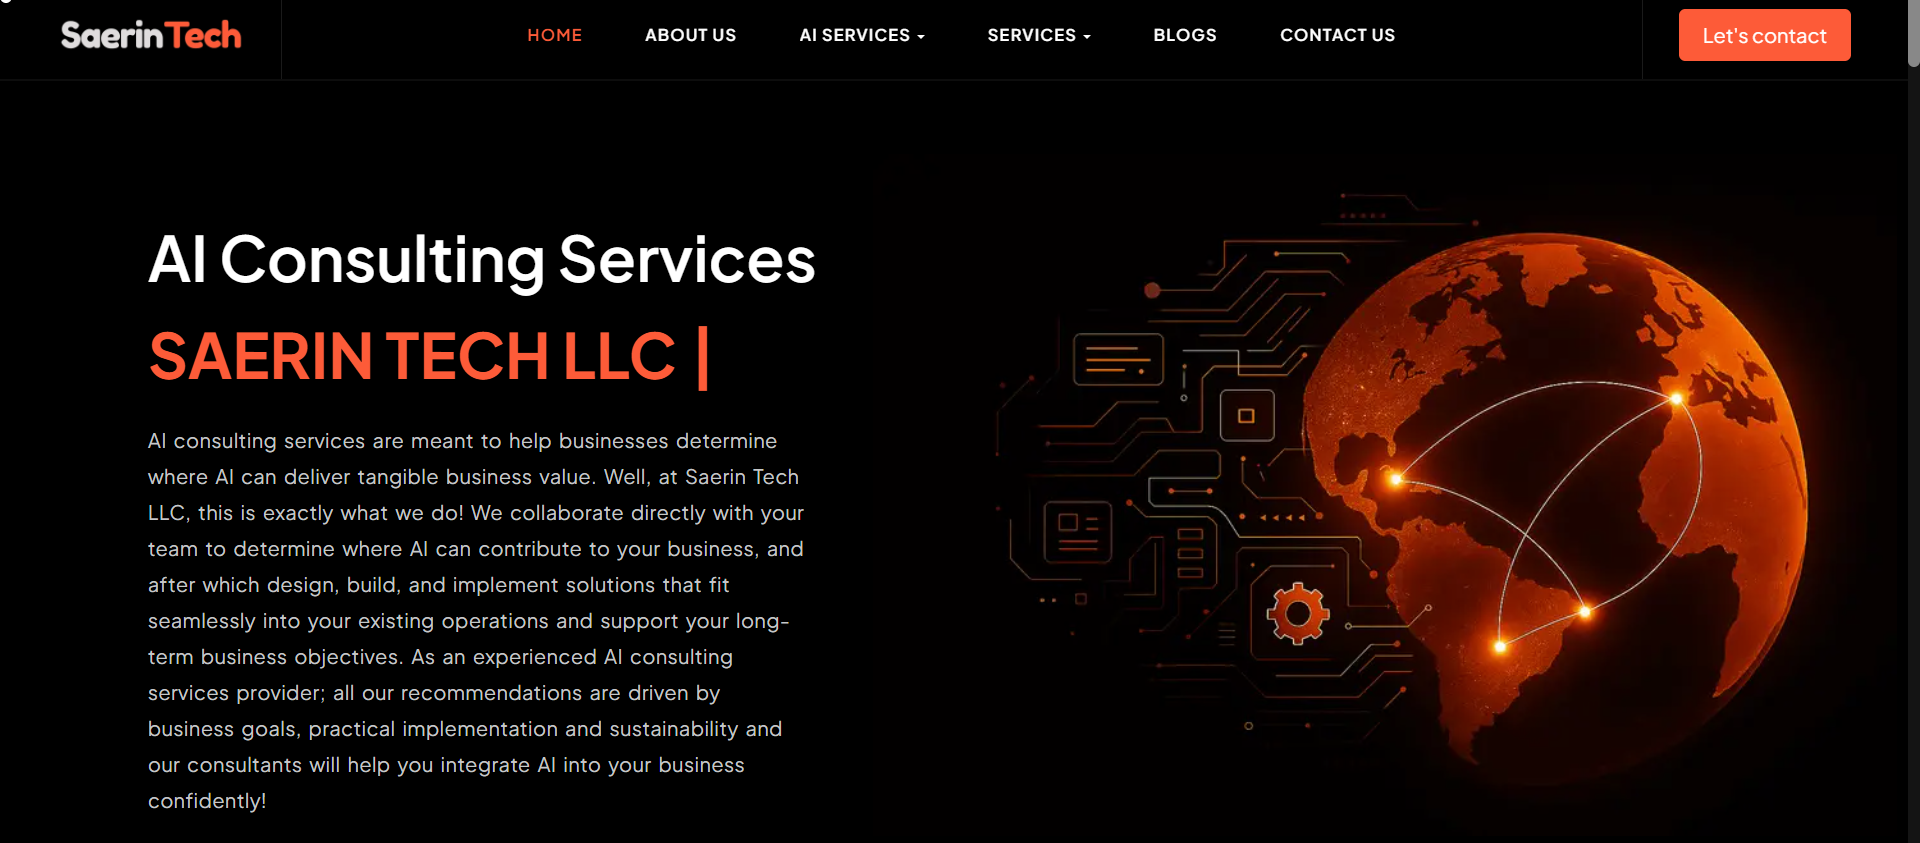 SaerinTech
HOME
ABOUT US
AI SERVICES
SERVICES
BLOGS
CONTACT US
Let's contact
AI Consulting Services
SAERIN TECH LLC |
AI consulting services are meant to help businesses determine
where AI can deliver tangible business value. Well, at Saerin Tech
LLC, this is exactly what we do! We collaborate directly with your
team to determine where AI can contribute to your business, and
after which design, build, and implement solutions that fit
seamlessly into your existing operations and support your long-
term business objectives. As an experienced AI consulting
services provider; all our recommendations are driven by
business goals, practical implementation and sustainability and
our consultants will help you integrate AI into your business
confidently!